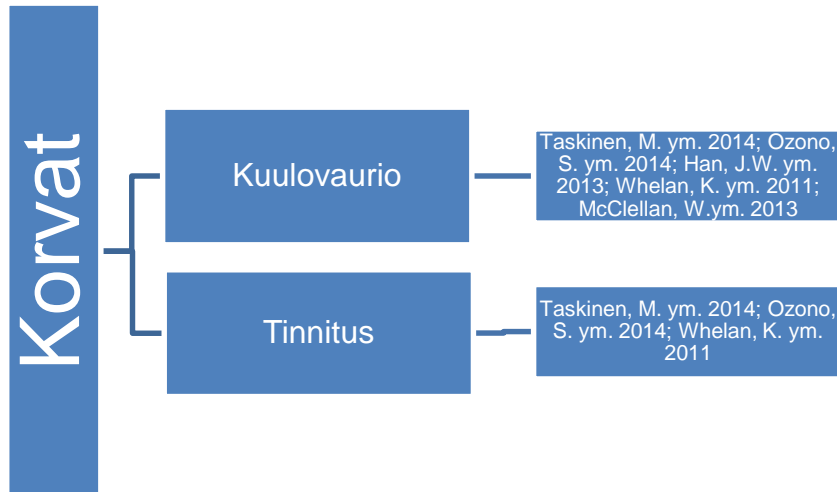 Korvat
Kuulovaurio
Taskinen, M. ym. 2014; Ozono,
S. ym. 2014; Han, J.W. ym.
2013; Whelan, K. ym. 2011;
McClellan, W.ym. 2013
Tinnitus
Taskinen, M. ym. 2014; Ozono,
S. ym. 2014; Whelan, K. ym.
2011